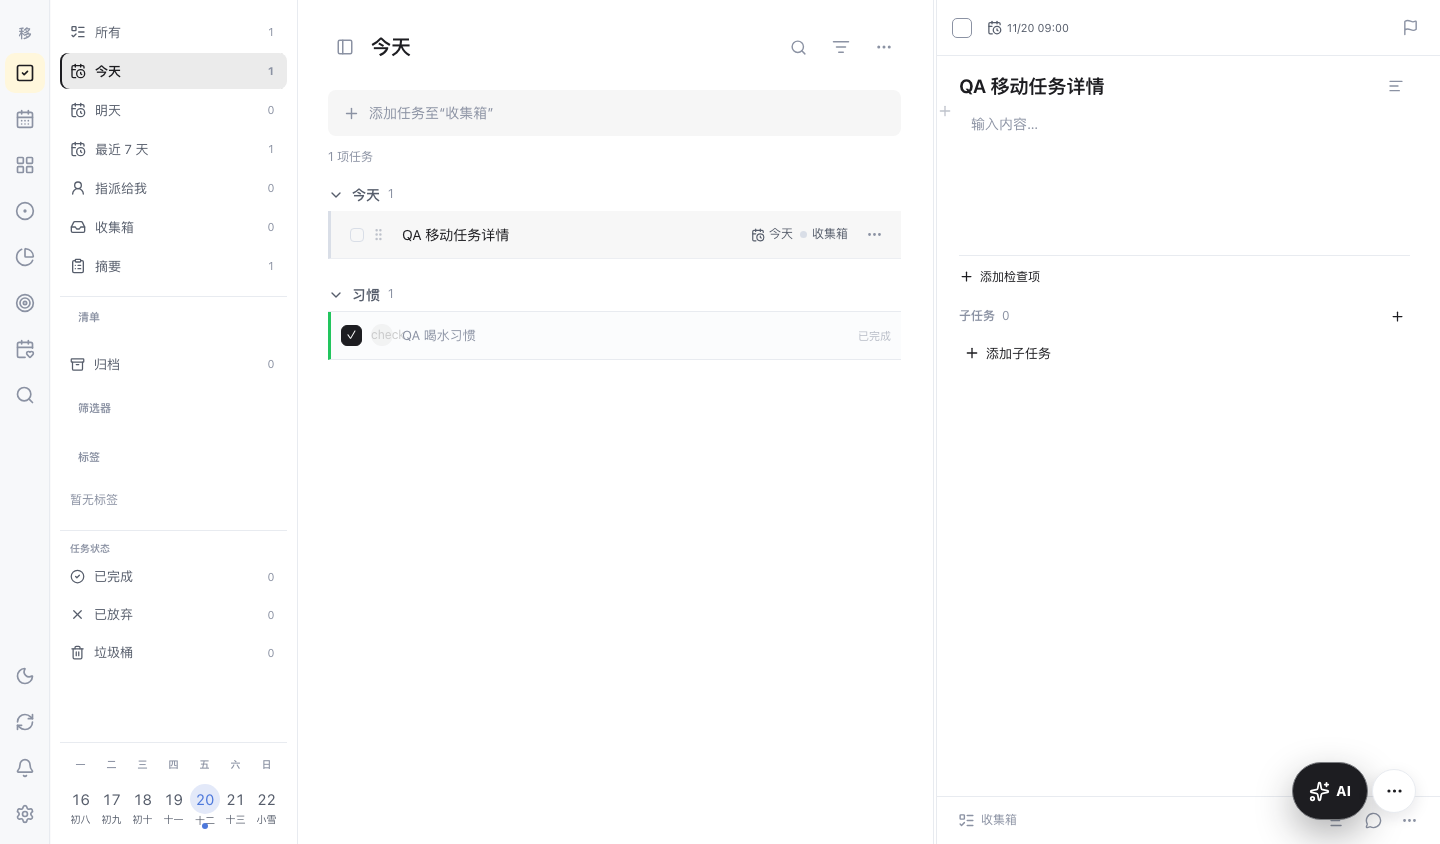 移
所有 1
今天 1
明天 0
最近 7 天 1
指派给我 0
收集箱 0
摘要 1
清单
归档 0
筛选器
标签
暂无标签
任务状态
已完成 0
已放弃 0
垃圾桶 0
一 二 三 四 五 六 日
16 17 18 19 20 21 22
初八 初九 初十 十一 十二 十三 小雪
今天
添加任务至“收集箱”
1 项任务
今天 1
QA 移动任务详情 今天 收集箱
习惯 1
check QA 喝水习惯 已完成
11/20 09:00
QA 移动任务详情
输入内容...
添加检查项
子任务 0
添加子任务
AI
收集箱